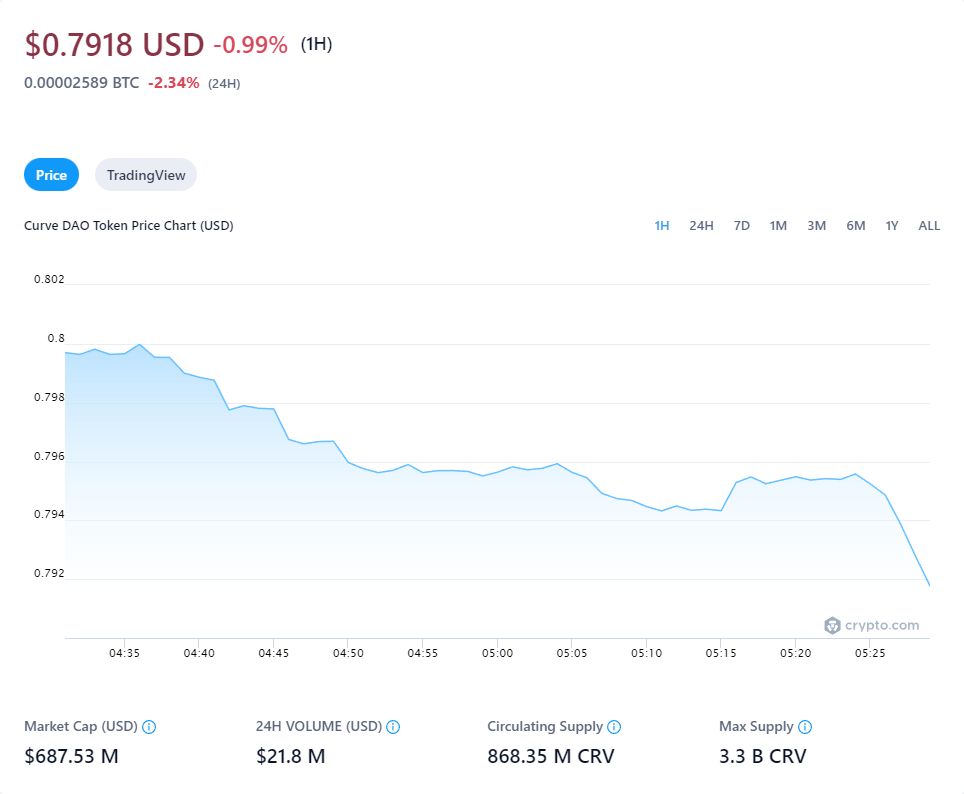 $0.7918 USD -0.99% (1H)
0.00002589 BTC -2.34% (24H)
Price TradingView
Curve DAO Token Price Chart (USD) 1H 24H 7D 1M 3M 6M 1Y ALL
0.802
0.8
0.798
0.796
0.794
0.792
crypto.com
04:35 04:40 04:45 04:50 04:55 05:00 05:05 05:10 05:15 05:20 05:25
Market Cap (USD) 24H VOLUME (USD) Circulating Supply Max Supply
$687.53 M $21.8 M 868.35 M CRV 3.3 B CRV